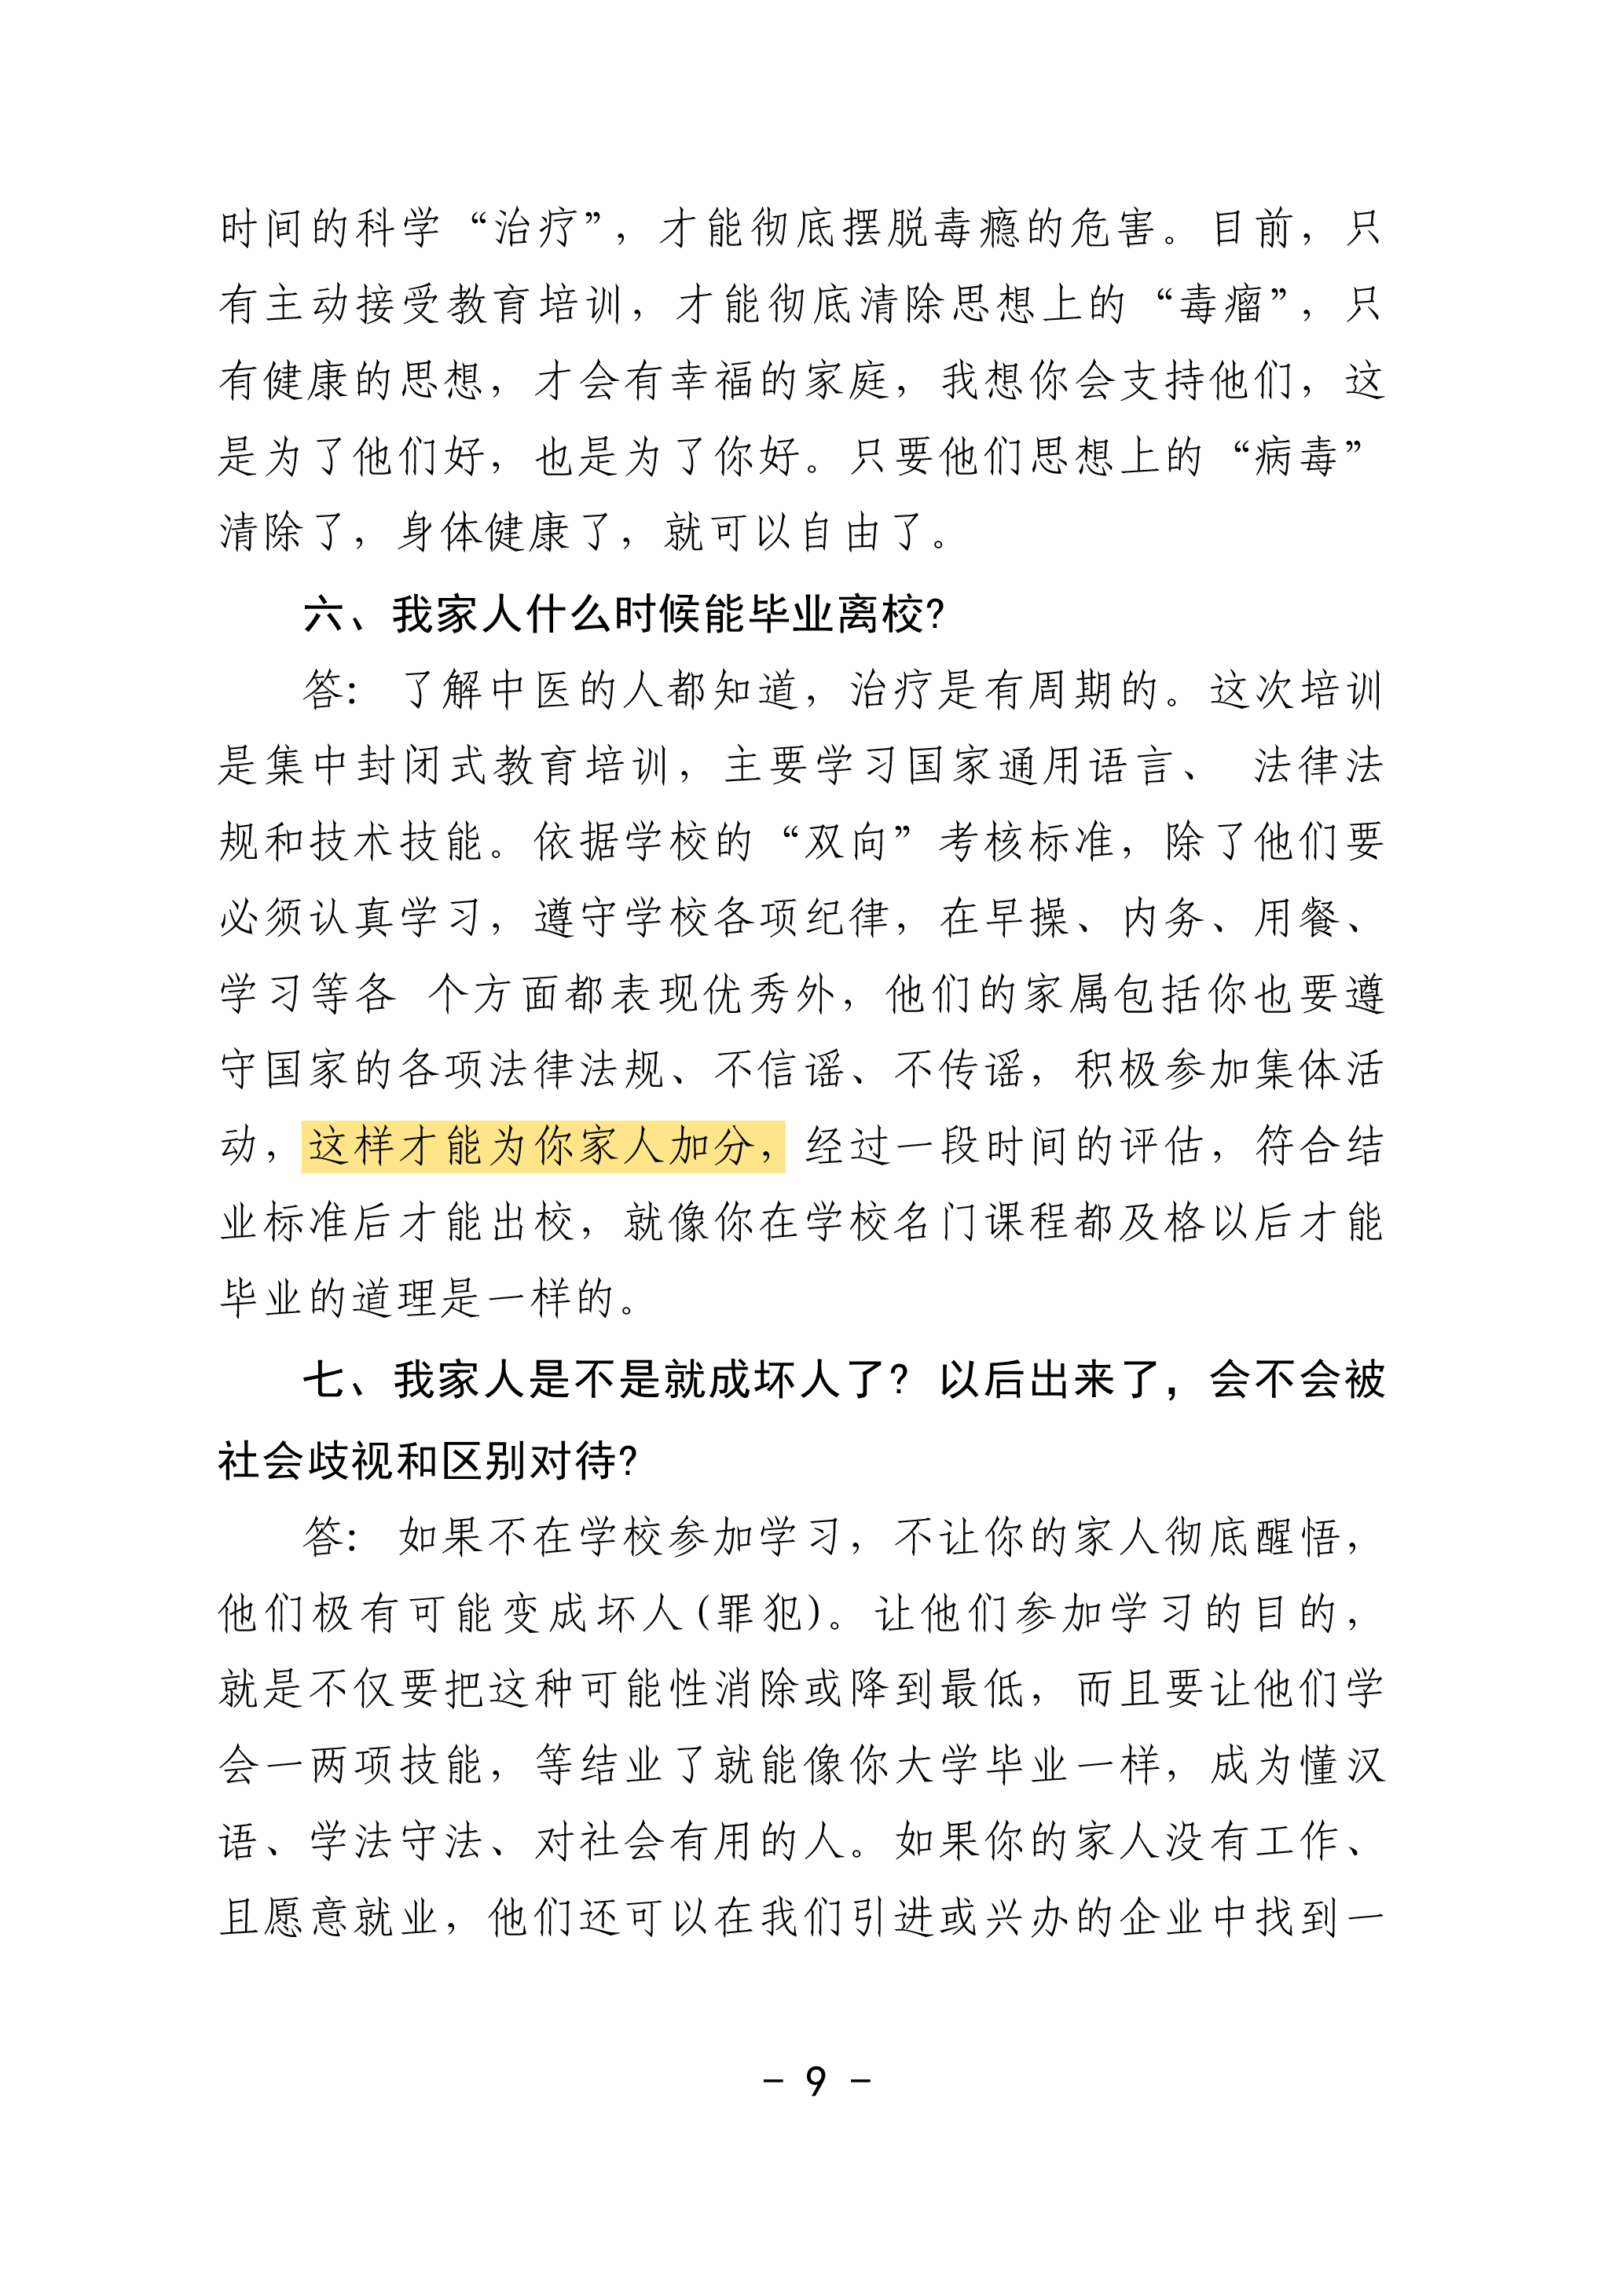 时间的科学“治疗”，才能彻底摆脱毒瘾的危害。目前，只
有主动接受教育培训，才能彻底清除思想上的“毒瘤”，只
有健康的思想，才会有幸福的家庭，我想你会支持他们，这
是为了他们好，也是为了你好。只要他们思想上的“病毒”
清除了，身体健康了，就可以自由了。
六、我家人什么时候能毕业离校?
答：了解中医的人都知道，治疗是有周期的。这次培训
是集中封闭式教育培训，主要学习国家通用语言、 法律法
规和技术技能。依据学校的“双向”考核标准，除了他们要
必须认真学习，遵守学校各项纪律，在早操、内务、用餐、
学习等各 个方面都表现优秀外，他们的家属包括你也要遵
守国家的各项法律法规、不信谣、不传谣，积极参加集体活
动，这样才能为你家人加分，经过一段时间的评估，符合结
业标准后才能出校，就像你在学校名门课程都及格以后才能
毕业的道理是一样的。
七、我家人是不是就成坏人了? 以后出来了，会不会被
社会歧视和区别对待?
答：如果不在学校参加学习，不让你的家人彻底醒悟，
他们极有可能变成坏人(罪犯)。让他们参加学习的目的，
就是不仅要把这种可能性消除或降到最低，而且要让他们学
会一两项技能，等结业了就能像你大学毕业一样，成为懂汉
语、学法守法、对社会有用的人。如果你的家人没有工作、
且愿意就业，他们还可以在我们引进或兴办的企业中找到一
- 9 -